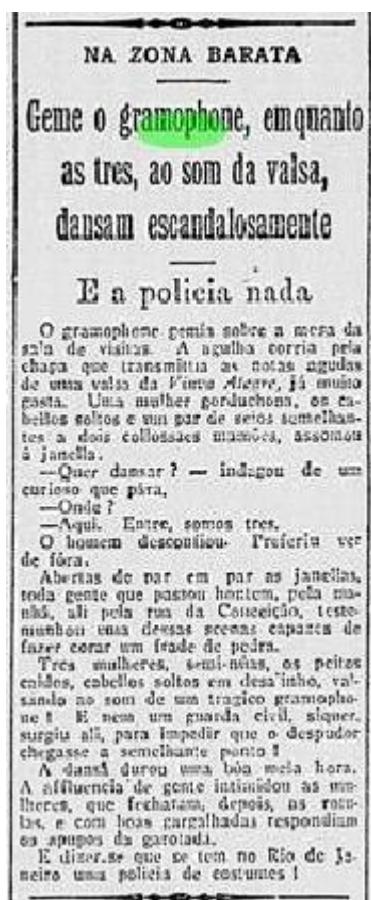 NA ZONA BARATA
Geme o gramophone, emquanto
as tres, ao som da valsa,
dansam escandalosamente
E a policia nada
O gramophone gemia sobre a mesa da
sala de visitas. A agulha corria pela
chapa que transmittia as notas agudas
de uma valsa da Viuva Alegre, já muito
gasta. Uma mulher gorduchona, os ca-
bellos soltos e um par de seios semelhan-
tes a dois collossaes mamões, assomou
á janella.
—Quer dansar? — indagou de um
curioso que pára.
—Onde?
—Aqui. Entre, somos tres.
O homem desconfiou. Preferiu ver
de fóra.
Abertas de par em par as janellas,
toda gente que passou hontem, pela ma-
nhã, ali pela rua da Conceição, teste-
munhou uma dessas scenas capazes de
fazer corar um frade de pedra.
Tres mulheres, semi-núas, os peitos
caidos, cabellos soltos em desalinho, val-
sando ao som de um tragico gramopho-
ne! E nem um guarda civil, siquer,
surgiu ali, para impedir que o despudor
chegasse a semelhante ponto!
A dansa durou uma bôa meia hora.
A affluencia de gente intimidou as mu-
lheres, que fecharam, depois, as rotu-
las, e com boas gargalhadas respondiam
os apupos da garotada.
E dizer-se que se tem no Rio de Ja-
neiro uma policia de costumes!